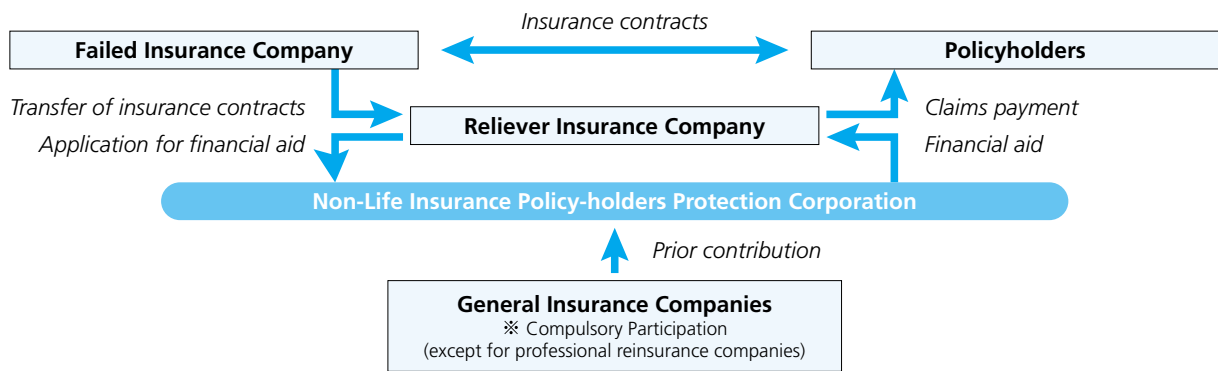 Insurance contracts
Failed Insurance Company
Policyholders
Transfer of insurance contracts
Claims payment
Reliever Insurance Company
Application for financial aid
Financial aid
Non-Life Insurance Policy-holders Protection Corporation
Prior contribution
General Insurance Companies
※ Compulsory Participation
(except for professional reinsurance companies)